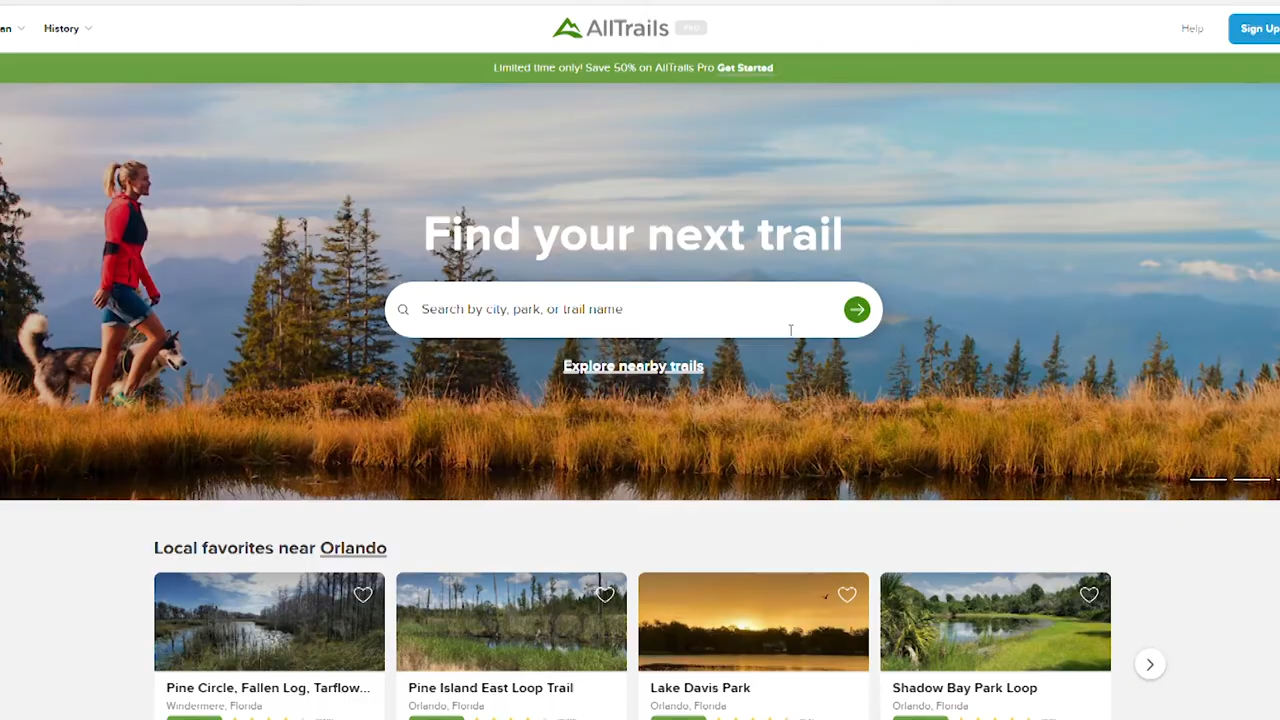 an
History
AllTrails PRO
Help
Sign Up
Limited time only! Save 50% on AllTrails Pro Get Started
Find your next trail
Search by city, park, or trail name
Explore nearby trails
Local favorites near Orlando
Pine Circle, Fallen Log, Tarflow...
Windermere, Florida
Pine Island East Loop Trail
Orlando, Florida
Lake Davis Park
Orlando, Florida
Shadow Bay Park Loop
Orlando, Florida